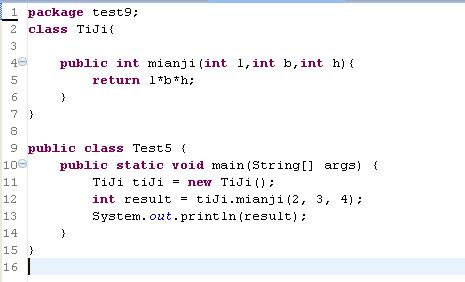 1 package test9;
2 class TiJi{
3
4 public int mianji(int l,int b,int h){
5 return l*b*h;
6 }
7 }
8
9 public class Test5 {
10 public static void main(String[] args) {
11 TiJi tiJi = new TiJi();
12 int result = tiJi.mianji(2, 3, 4);
13 System.out.println(result);
14 }
15 }
16